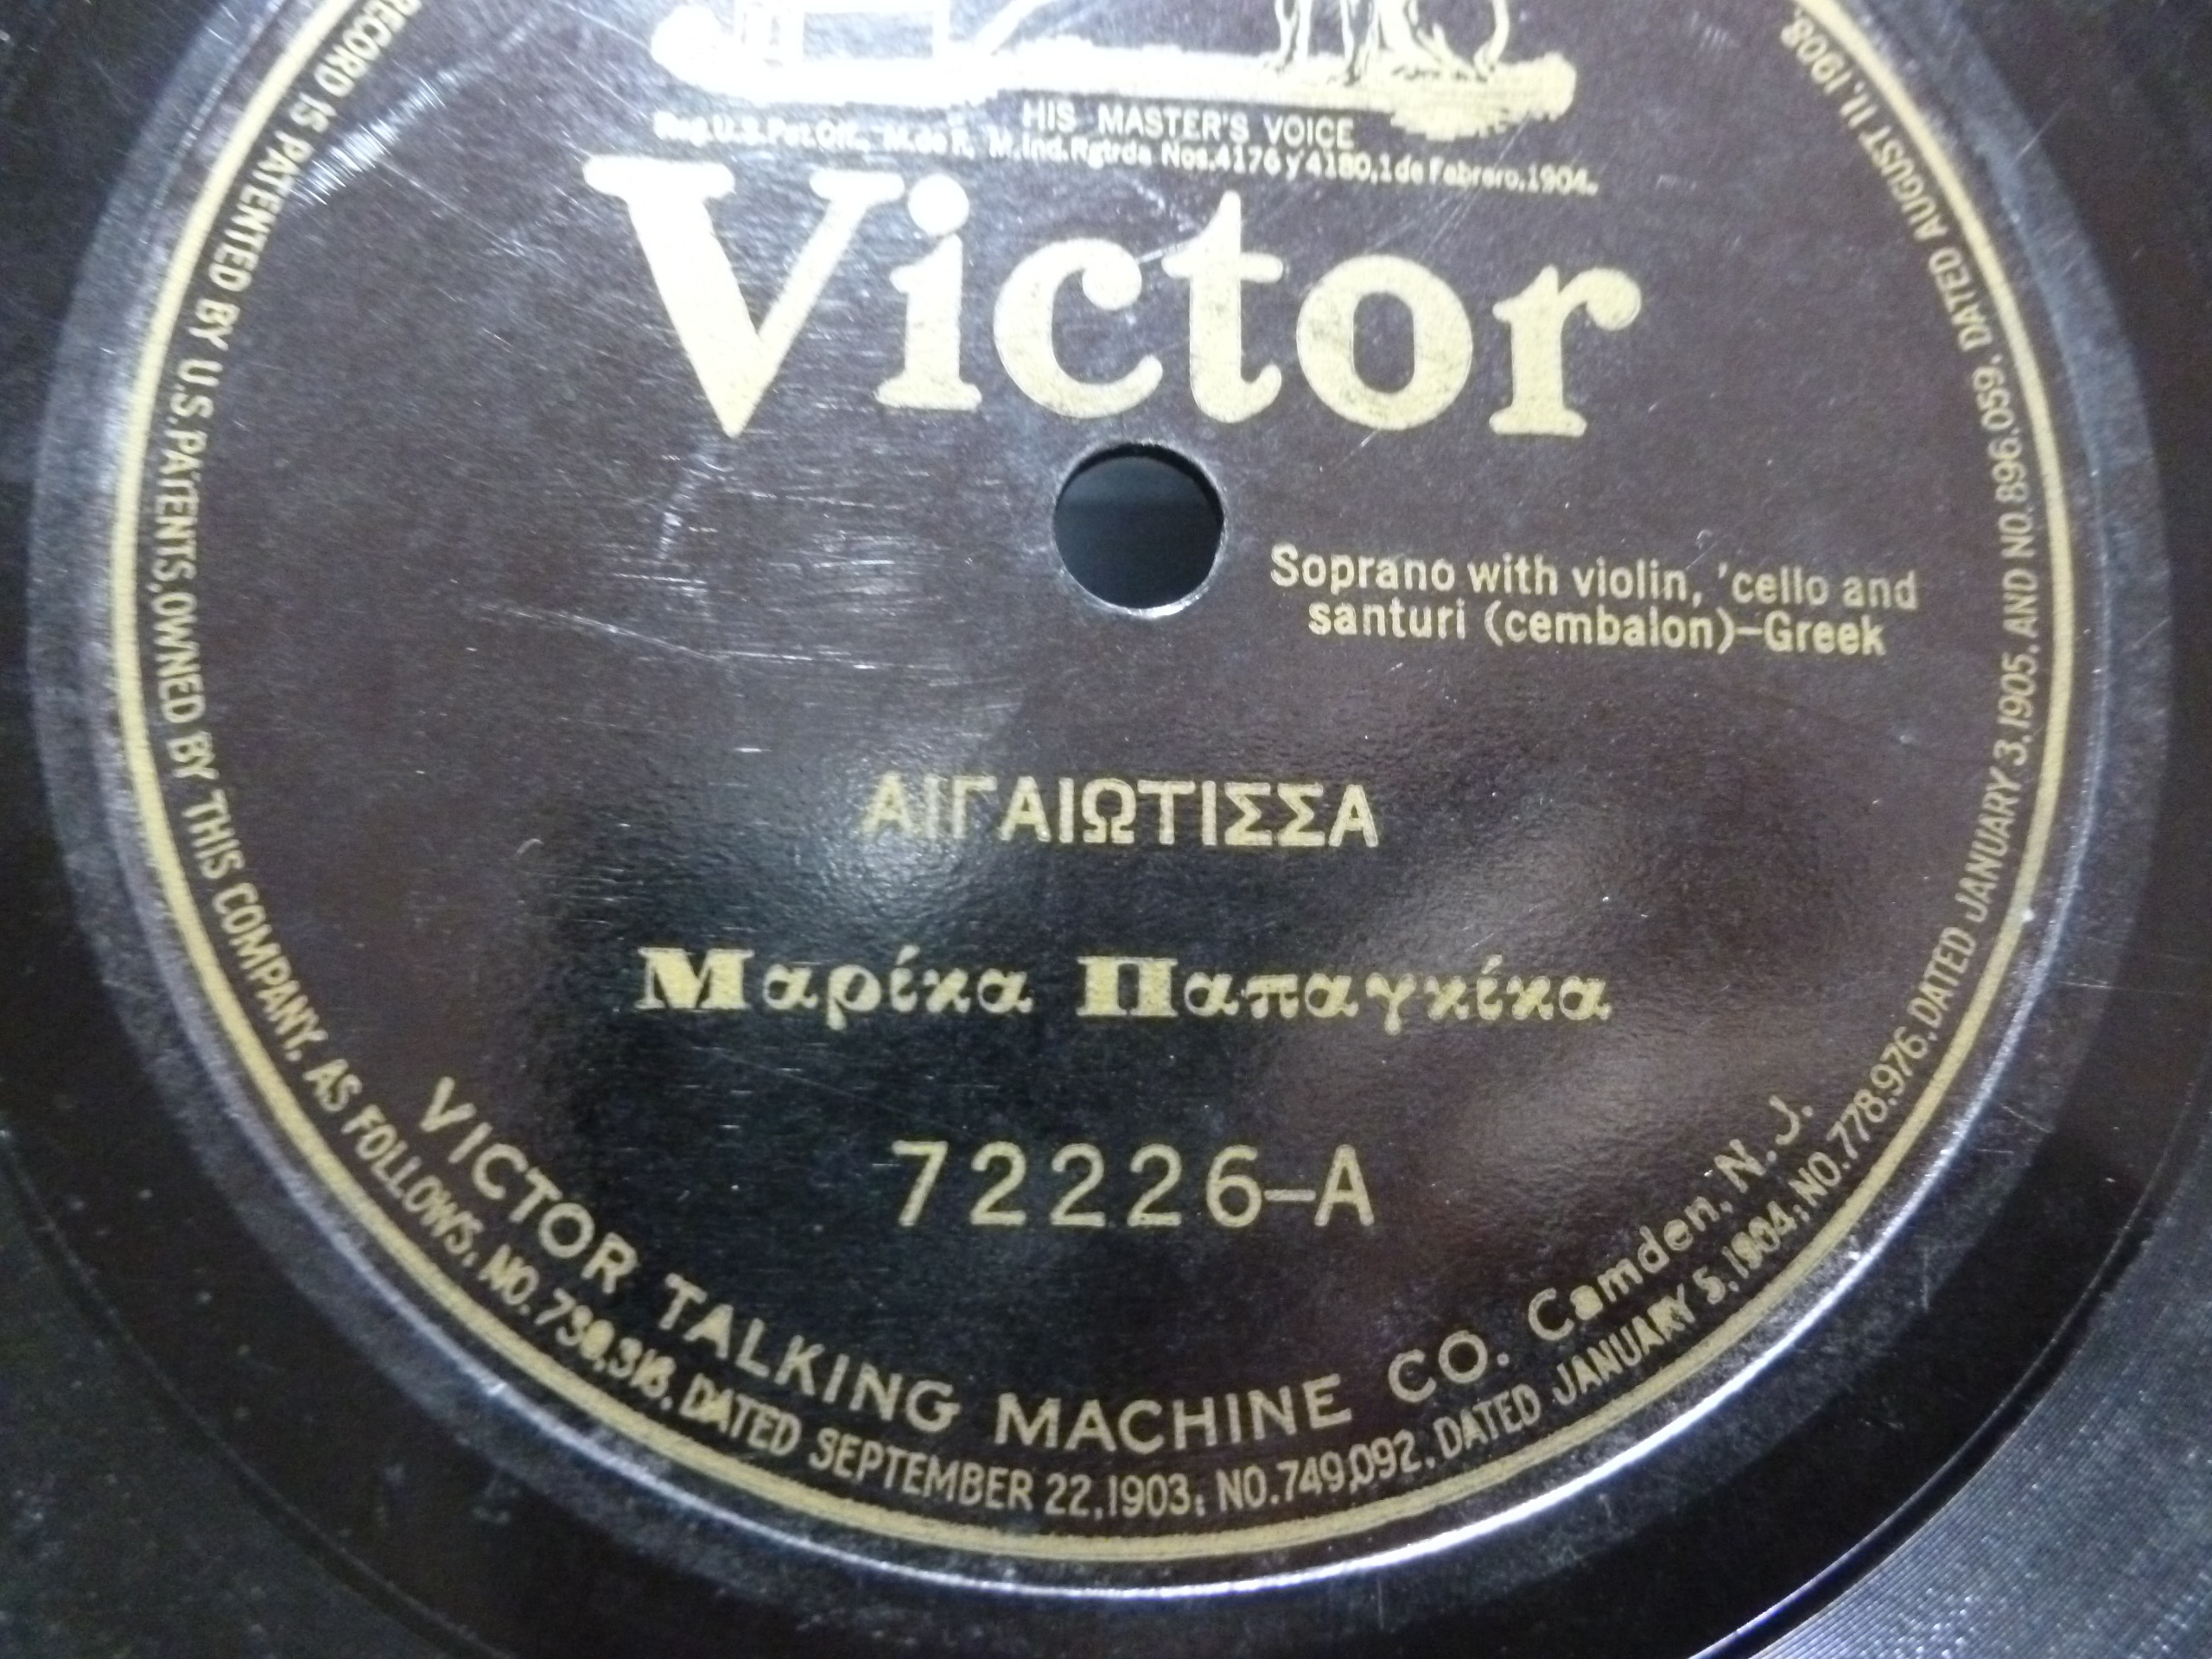 HIS MASTER'S VOICE
Reg.U.S.Pat.Off., M.de F. M.Ind.Rgtrda Nos.4176 y 4180,1 de Febrero,1904.
Victor
Soprano with violin, 'cello and
santuri (cembalon)–Greek
ΑΙΓΑΙΩΤΙΣΣΑ
Μαρίκα Παπαγκίκα
72226–A
VICTOR TALKING MACHINE CO. Camden, N.J.
RECORD IS PATENTED BY U.S. PATENTS, OWNED BY THIS COMPANY, AS FOLLOWS, NO. 739,318, DATED SEPTEMBER 22,1903; NO.749,092, DATED JANUARY 5,1904; NO.778,976, DATED JANUARY 3,1905, AND NO.896,059, DATED AUGUST 11,1908.